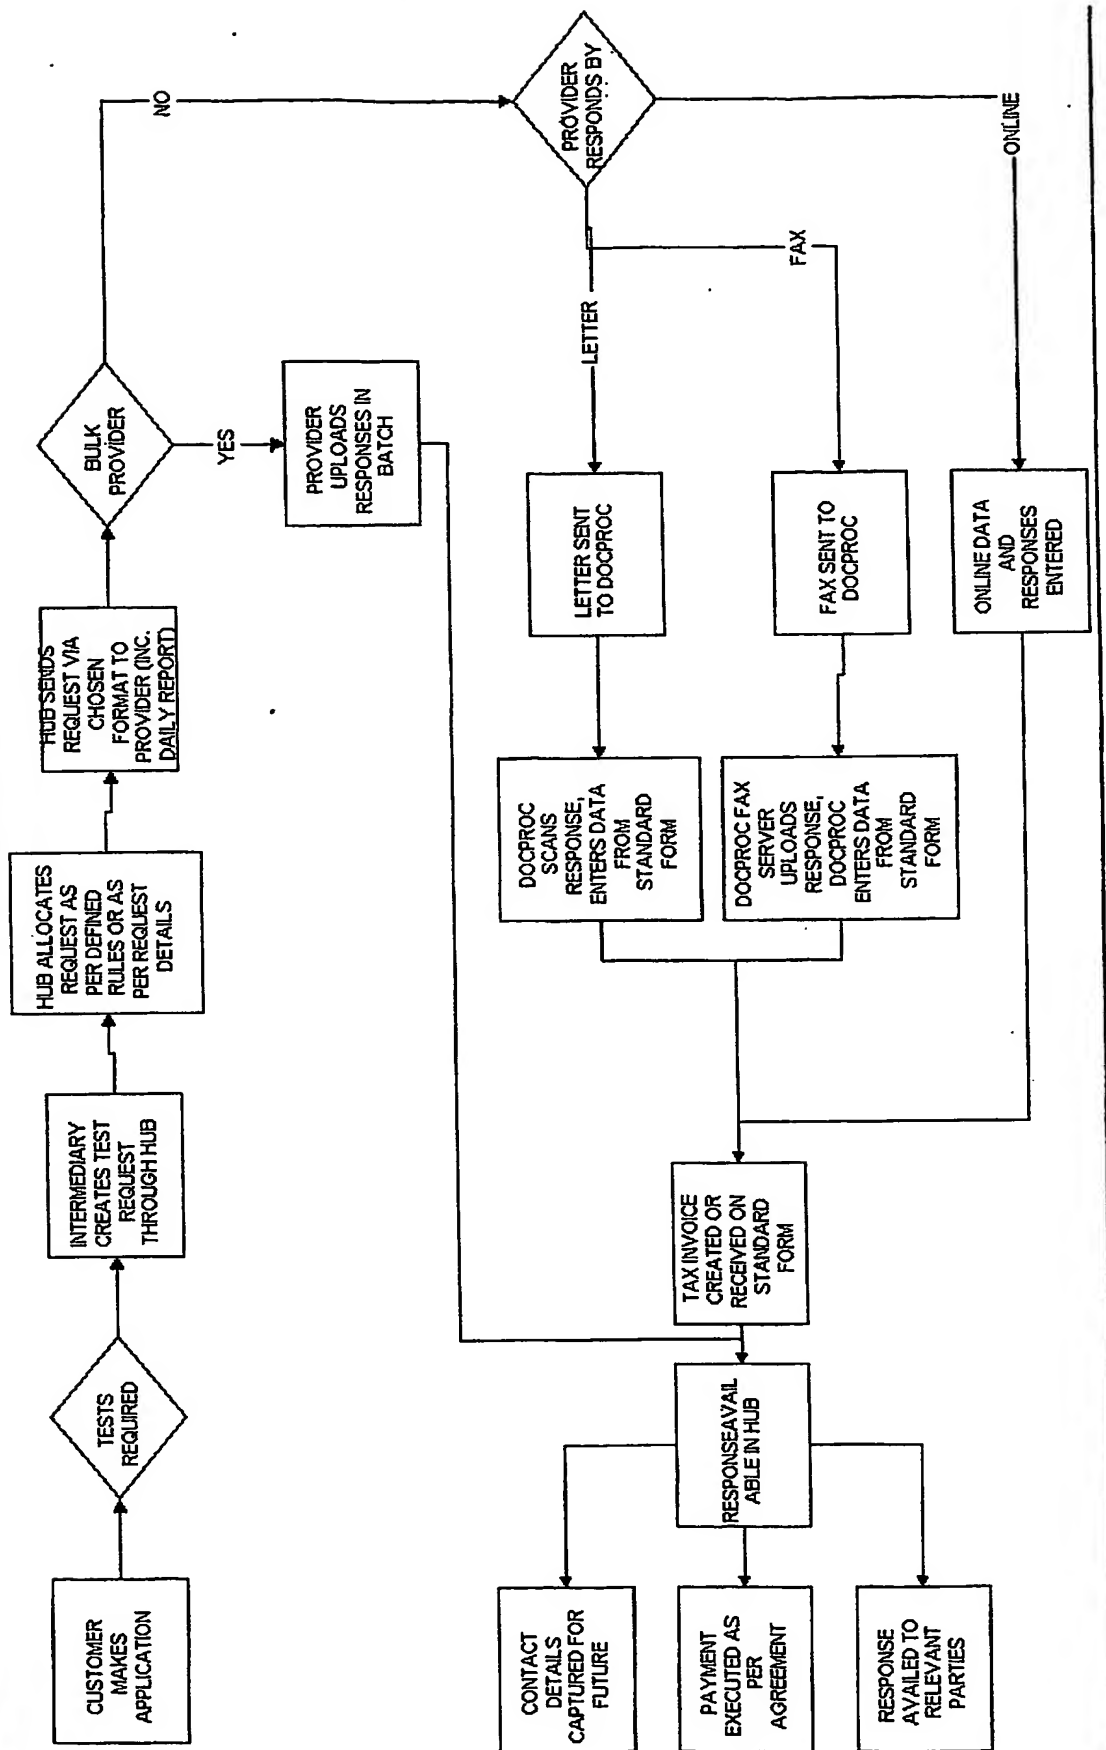 CUSTOMER
MAKES
APPLICATION
TESTS
REQUIRED
INTERMEDIARY
CREATES TEST
REQUEST
THROUGH HUB
HUB ALLOCATES
REQUEST AS
PER DEFINED
RULES OR AS
PER REQUEST
DETAILS
HUB SENDS
REQUEST VIA
CHOSEN
FORMAT TO
PROVIDER (INC.
DAILY REPORT)
BULK
PROVIDER
NO
YES
PROVIDER
UPLOADS
RESPONSES IN
BATCH
PROVIDER
RESPONDS BY
LETTER
FAX
ONLINE
LETTER SENT
TO DOCPROC
FAX SENT TO
DOCPROC
ONLINE DATA
AND
RESPONSES
ENTERED
DOCPROC
SCANS
RESPONSE,
ENTERS DATA
FROM
STANDARD
FORM
DOCPROC FAX
SERVER
UPLOADS
RESPONSE,
DOCPROC
ENTERS DATA
FROM
STANDARD
FORM
TAX INVOICE
CREATED OR
RECEIVED ON
STANDARD
FORM
RESPONSEAVAIL
ABLE IN HUB
CONTACT
DETAILS
CAPTURED FOR
FUTURE
PAYMENT
EXECUTED AS
PER
AGREEMENT
RESPONSE
AVAILED TO
RELEVANT
PARTIES